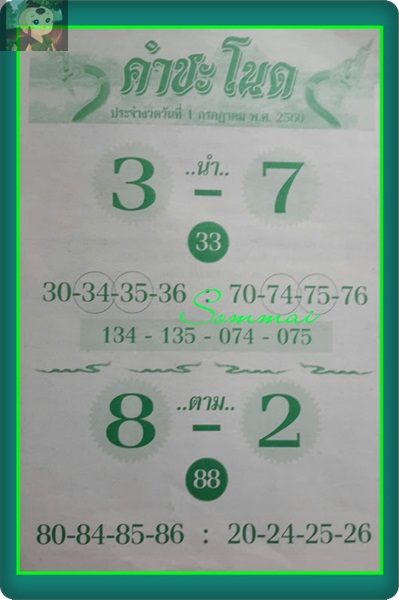 คำชะโนด
ประจำงวดวันที่ 1 กรกฎาคม พ.ศ. 2560
..นำ..
3 - 7
33
30-34-35-36 : 70-74-75-76
Sommai
134 - 135 - 074 - 075
..ตาม..
8 - 2
88
80-84-85-86 : 20-24-25-26